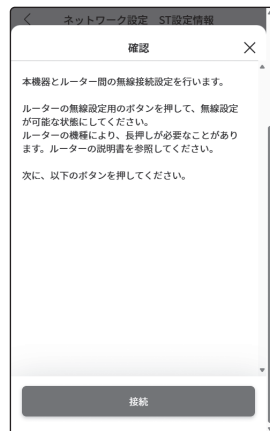 ネットワーク設定 ST設定情報
確認
本機器とルーター間の無線接続設定を行います。
ルーターの無線設定用のボタンを押して、無線設定
が可能な状態にしてください。
ルーターの機種により、長押しが必要なことがあり
ます。ルーターの説明書を参照してください。
次に、以下のボタンを押してください。
接続